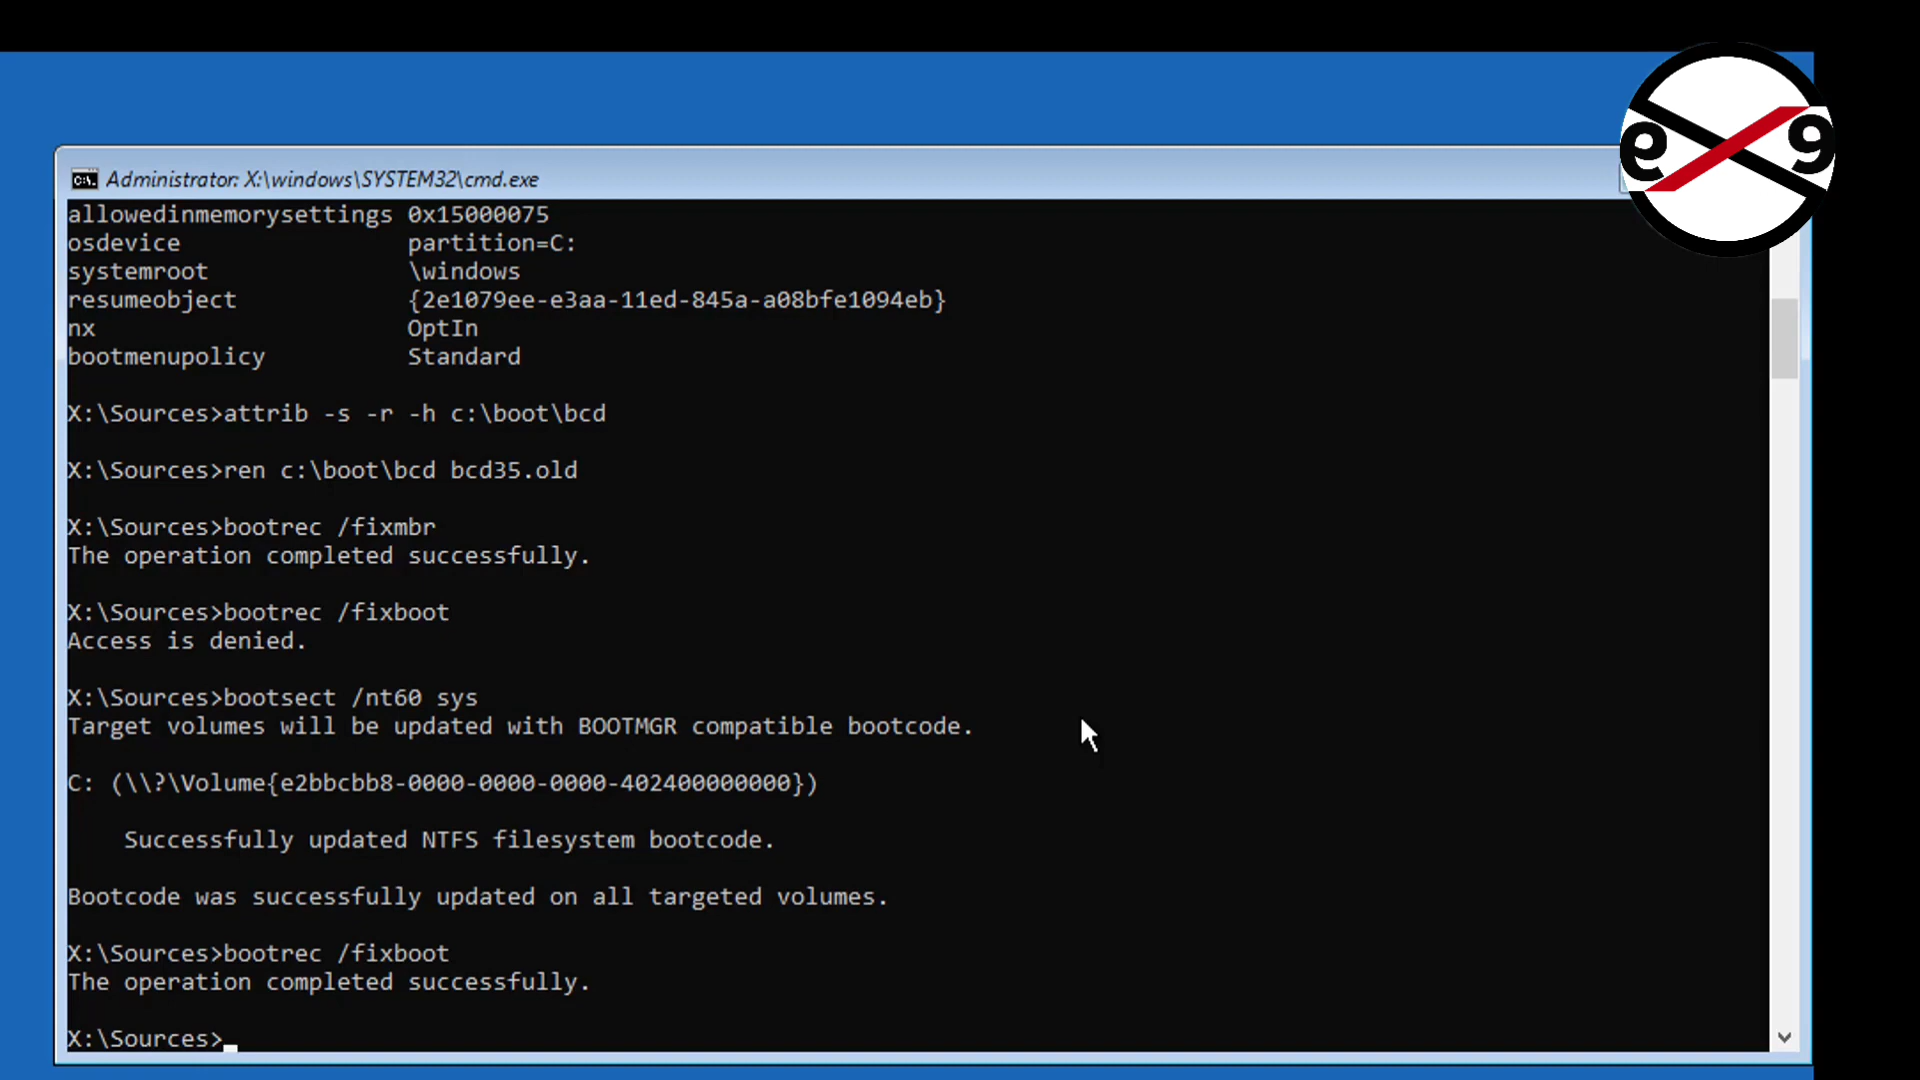 Administrator: X:\windows\SYSTEM32\cmd.exe
e 9
allowedinmemorysettings 0x15000075
osdevice                partition=C:
systemroot              \windows
resumeobject            {2e1079ee-e3aa-11ed-845a-a08bfe1094eb}
nx                      OptIn
bootmenupolicy          Standard
X:\Sources>attrib -s -r -h c:\boot\bcd
X:\Sources>ren c:\boot\bcd bcd35.old
X:\Sources>bootrec /fixmbr
The operation completed successfully.
X:\Sources>bootrec /fixboot
Access is denied.
X:\Sources>bootsect /nt60 sys
Target volumes will be updated with BOOTMGR compatible bootcode.
C: (\\?\Volume{e2bbcbb8-0000-0000-0000-402400000000})
    Successfully updated NTFS filesystem bootcode.
Bootcode was successfully updated on all targeted volumes.
X:\Sources>bootrec /fixboot
The operation completed successfully.
X:\Sources>